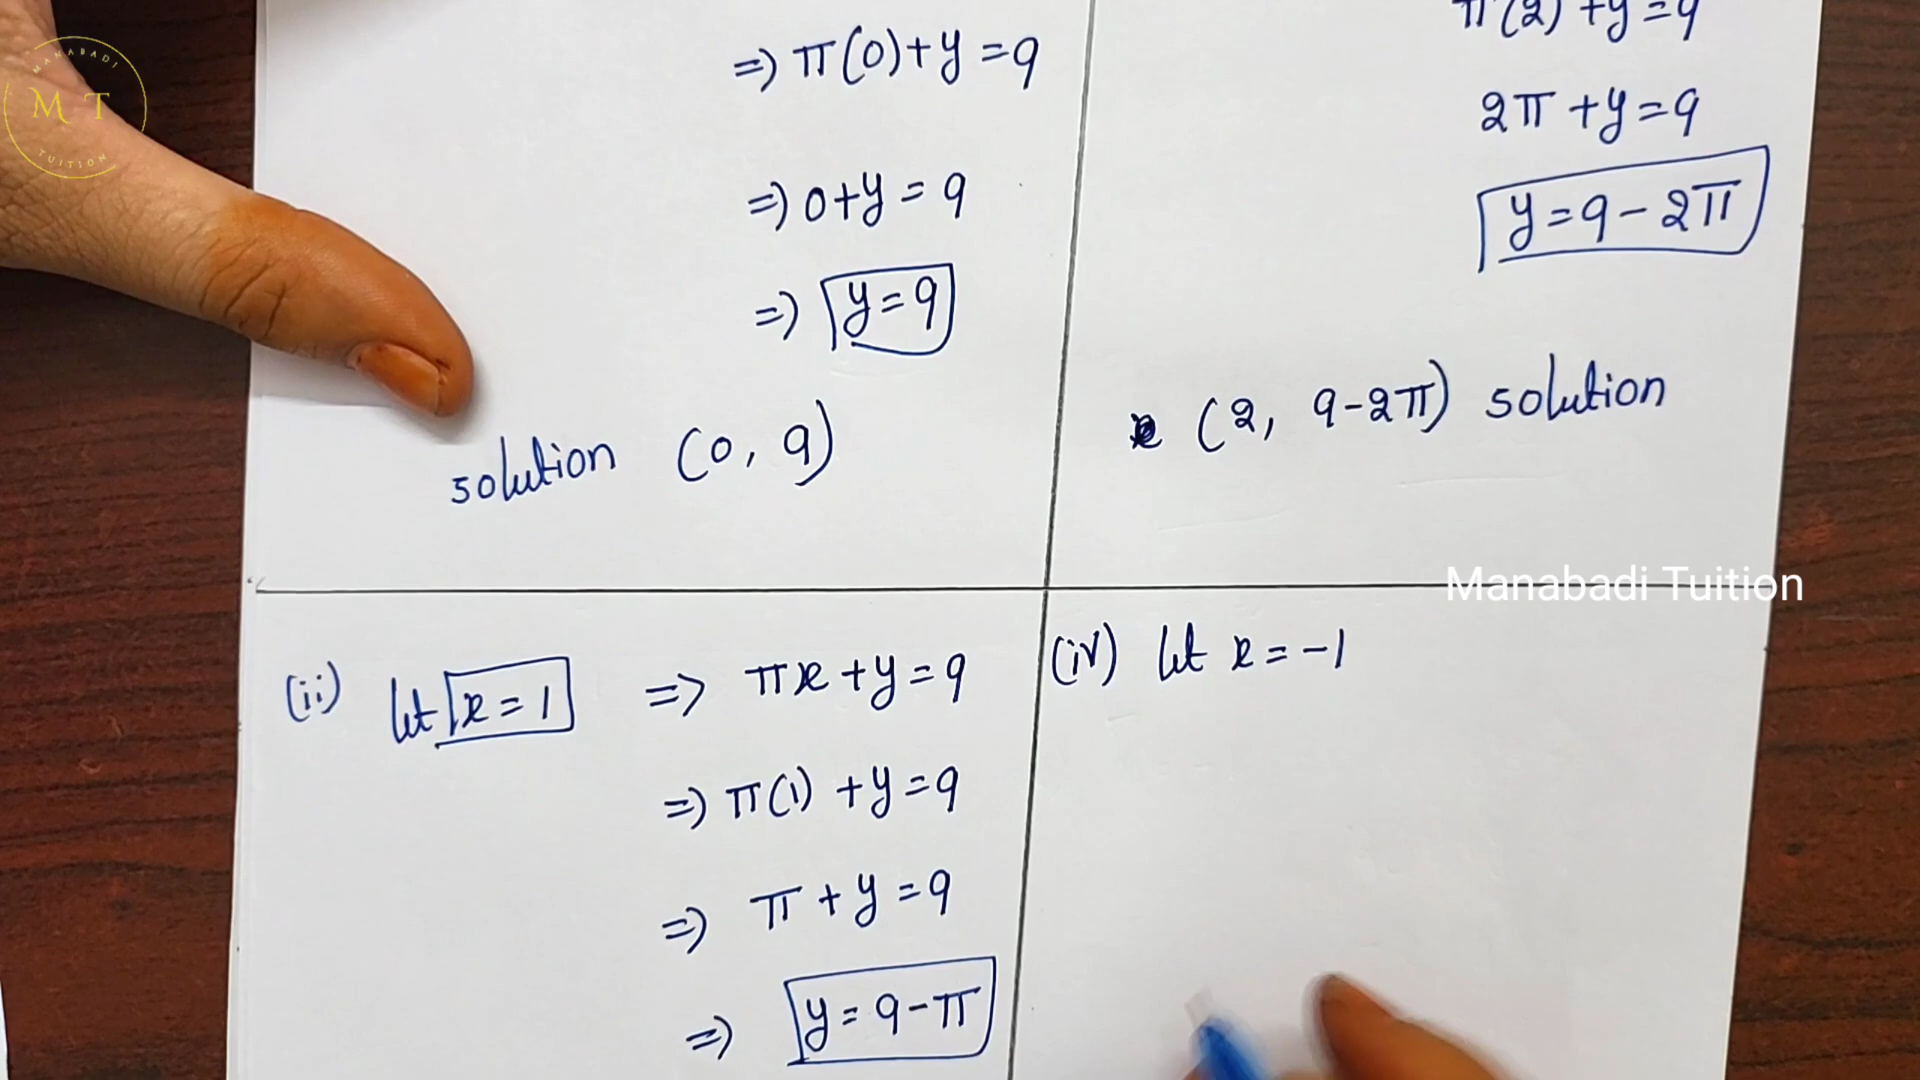 MANABADI
M T
TUITION
=> π(0)+y=9
=> 0+y=9
=> y=9
solution (0, 9)
π(2)+y=9
2π+y=9
y=9-2π
(2, 9-2π) solution
Manabadi Tuition
(ii) let x=1 => πx+y=9
=> π(1)+y=9
=> π+y=9
=> y=9-π
(iv) let x=-1